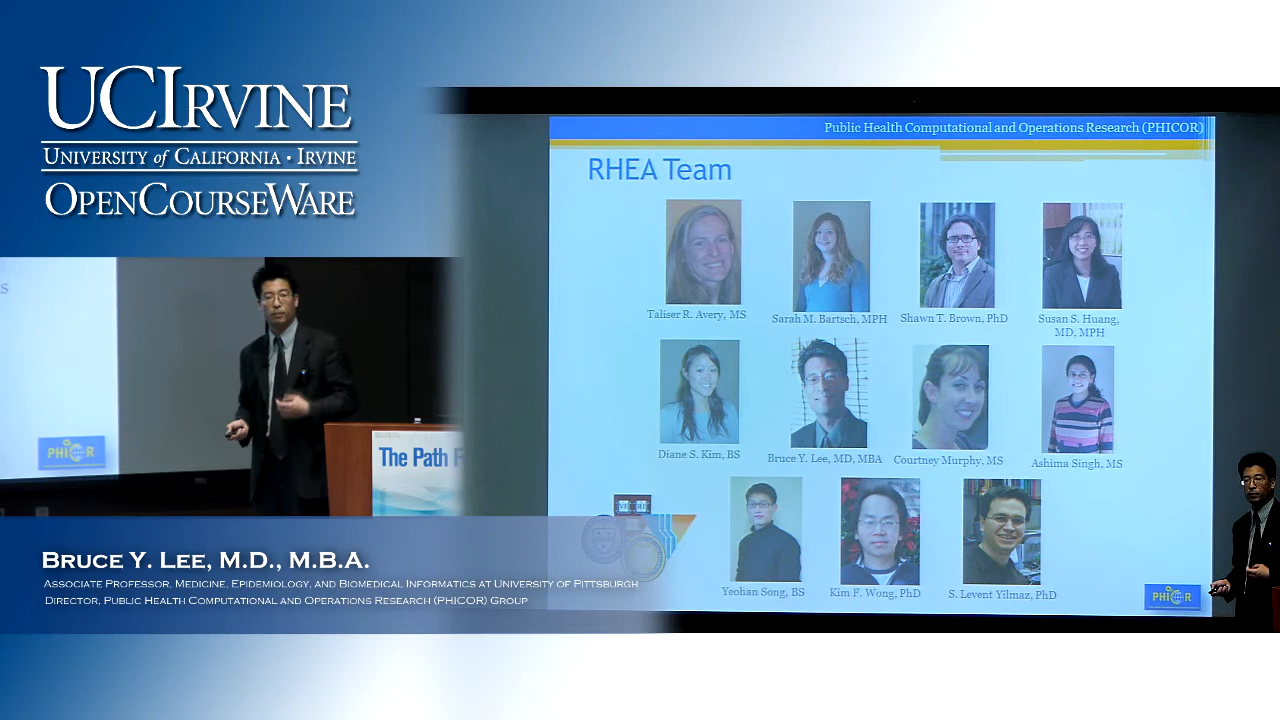 UCIRVINE
UNIVERSITY of CALIFORNIA · IRVINE
OPENCOURSEWARE
s
PHICOR
The Path F
BRUCE Y. LEE, M.D., M.B.A.
ASSOCIATE PROFESSOR, MEDICINE, EPIDEMIOLOGY, AND BIOMEDICAL INFORMATICS AT UNIVERSITY OF PITTSBURGH
DIRECTOR, PUBLIC HEALTH COMPUTATIONAL AND OPERATIONS RESEARCH (PHICOR) GROUP
Public Health Computational and Operations Research (PHICOR)
RHEA Team
Taliser R. Avery, MS
Sarah M. Bartsch, MPH
Shawn T. Brown, PhD
Susan S. Huang,
MD, MPH
Diane S. Kim, BS
Bruce Y. Lee, MD, MBA
Courtney Murphy, MS
Ashima Singh, MS
Yeohan Song, BS
Kim F. Wong, PhD
S. Levent Yilmaz, PhD
PHICOR